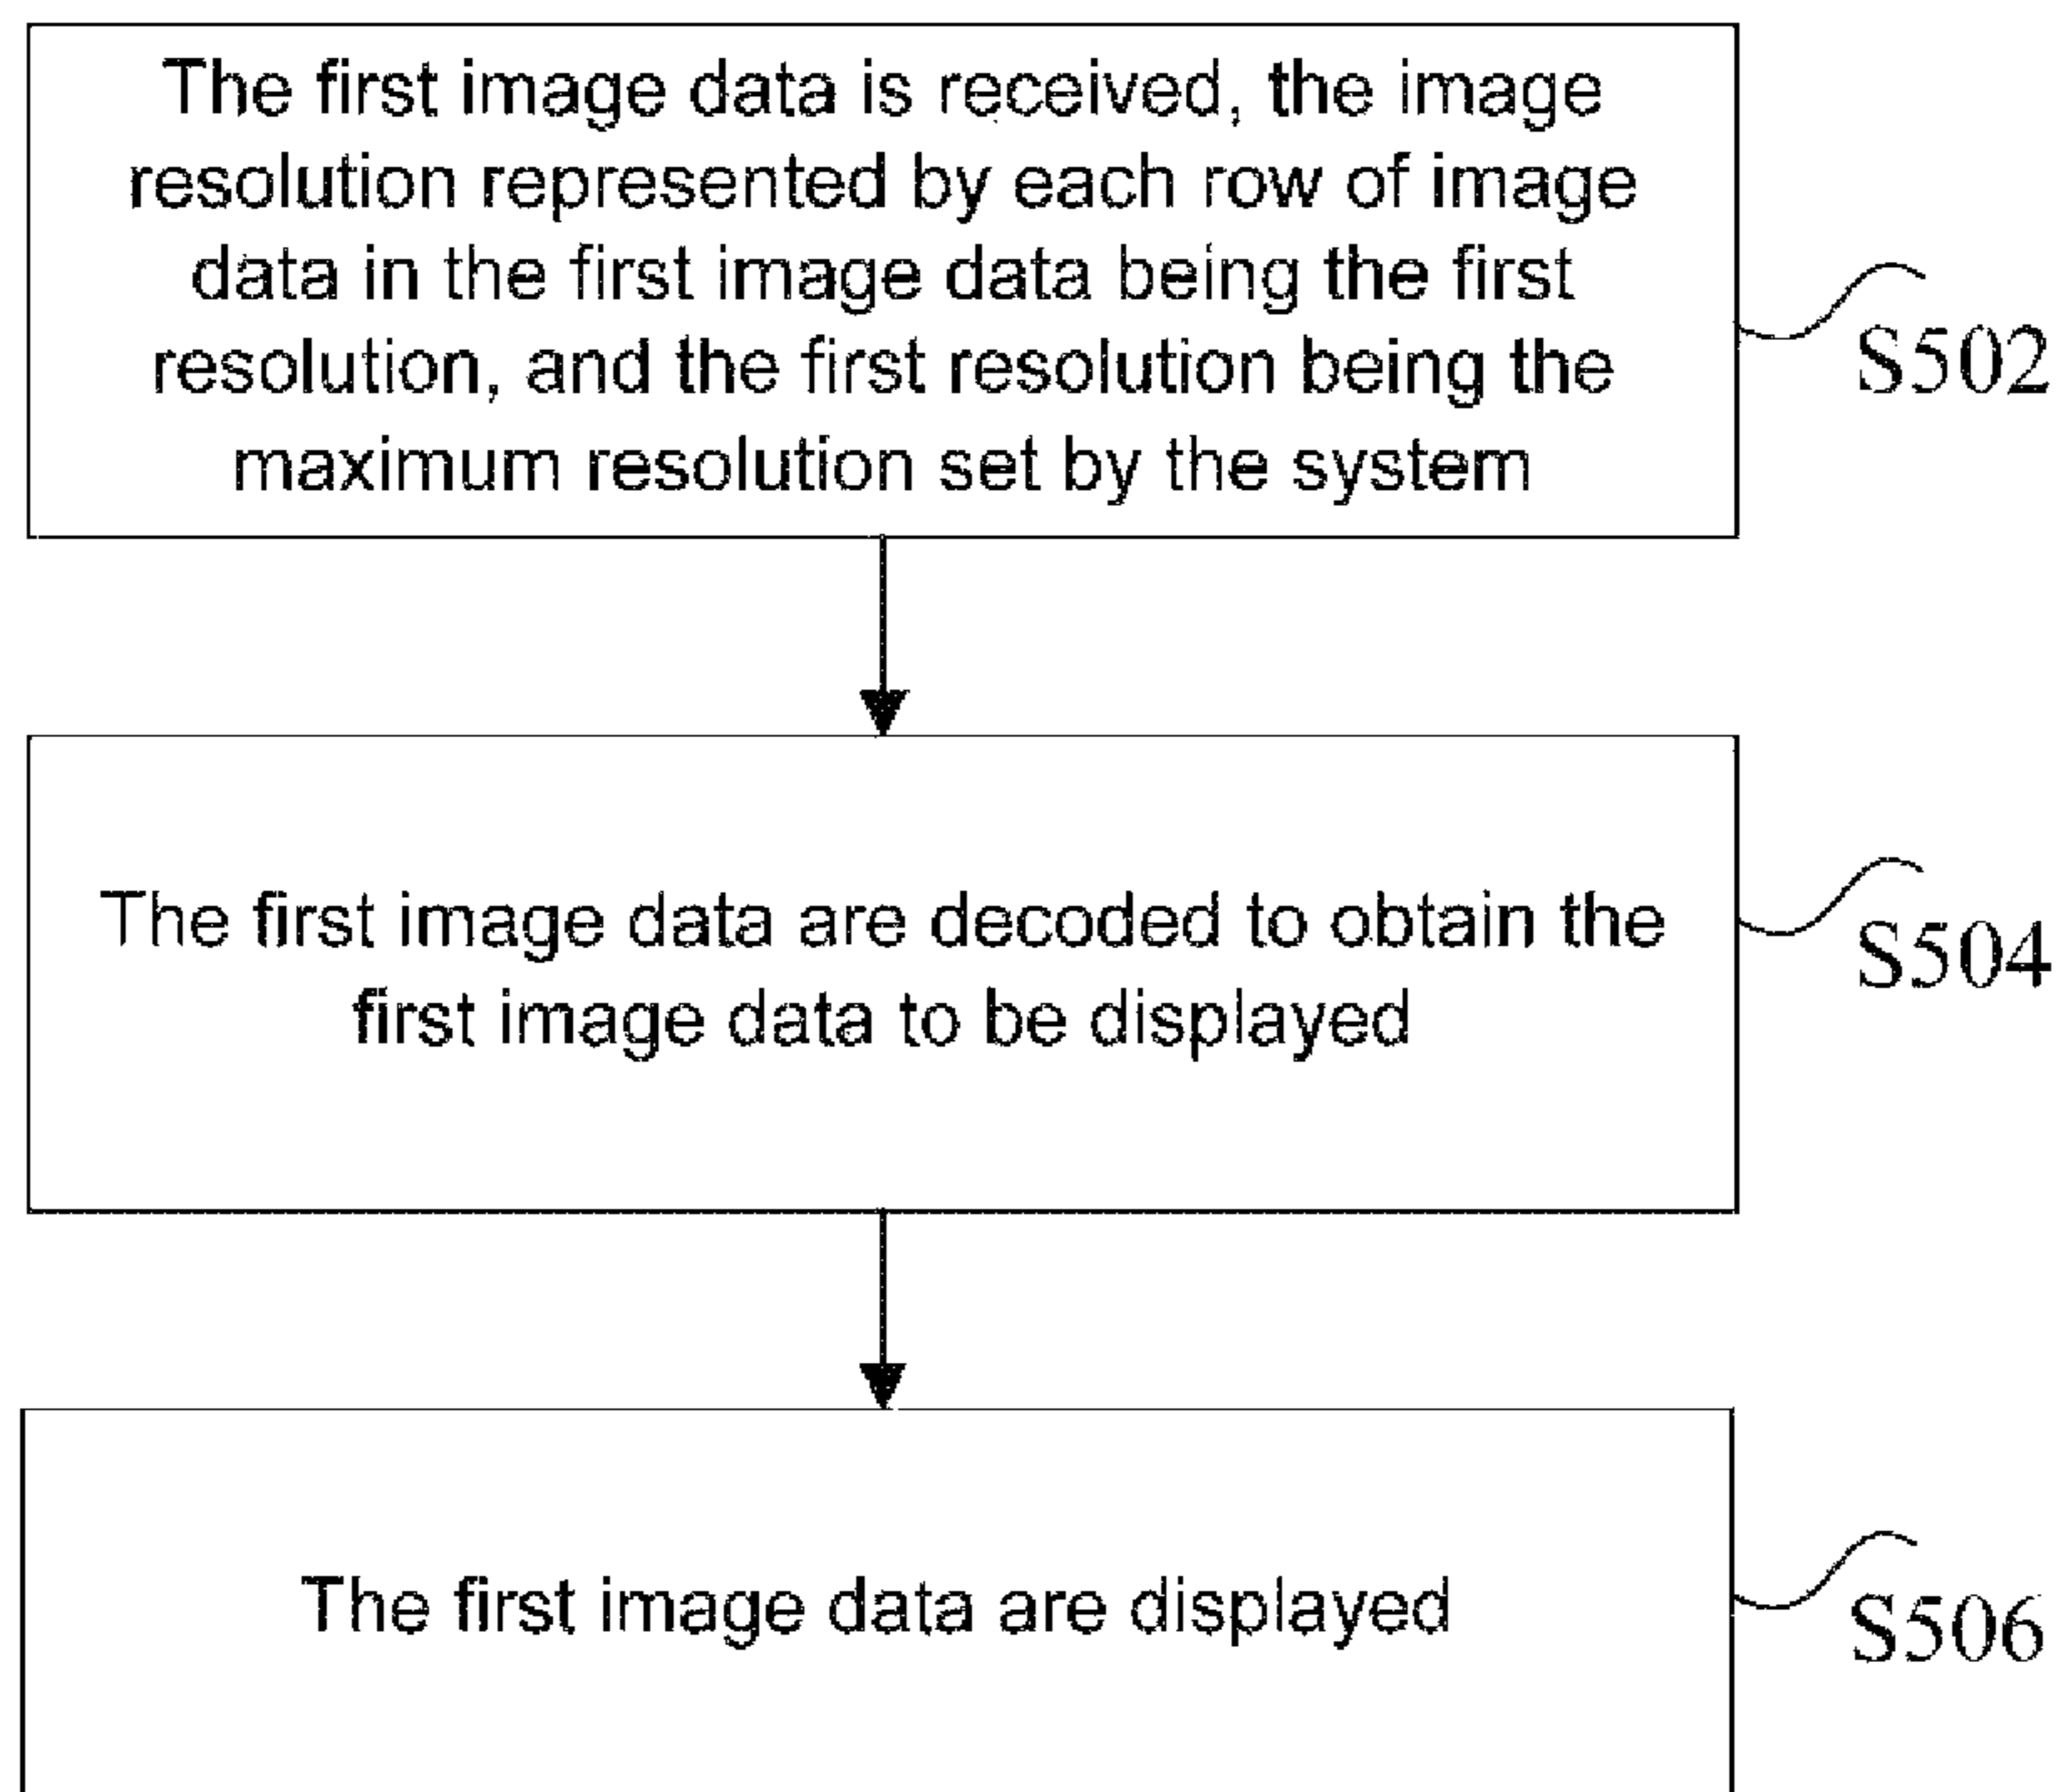 The first image data is received, the image
resolution represented by each row of image
data in the first image data being the first
resolution, and the first resolution being the
maximum resolution set by the system
S502
The first image data are decoded to obtain the
first image data to be displayed
S504
The first image data are displayed
S506